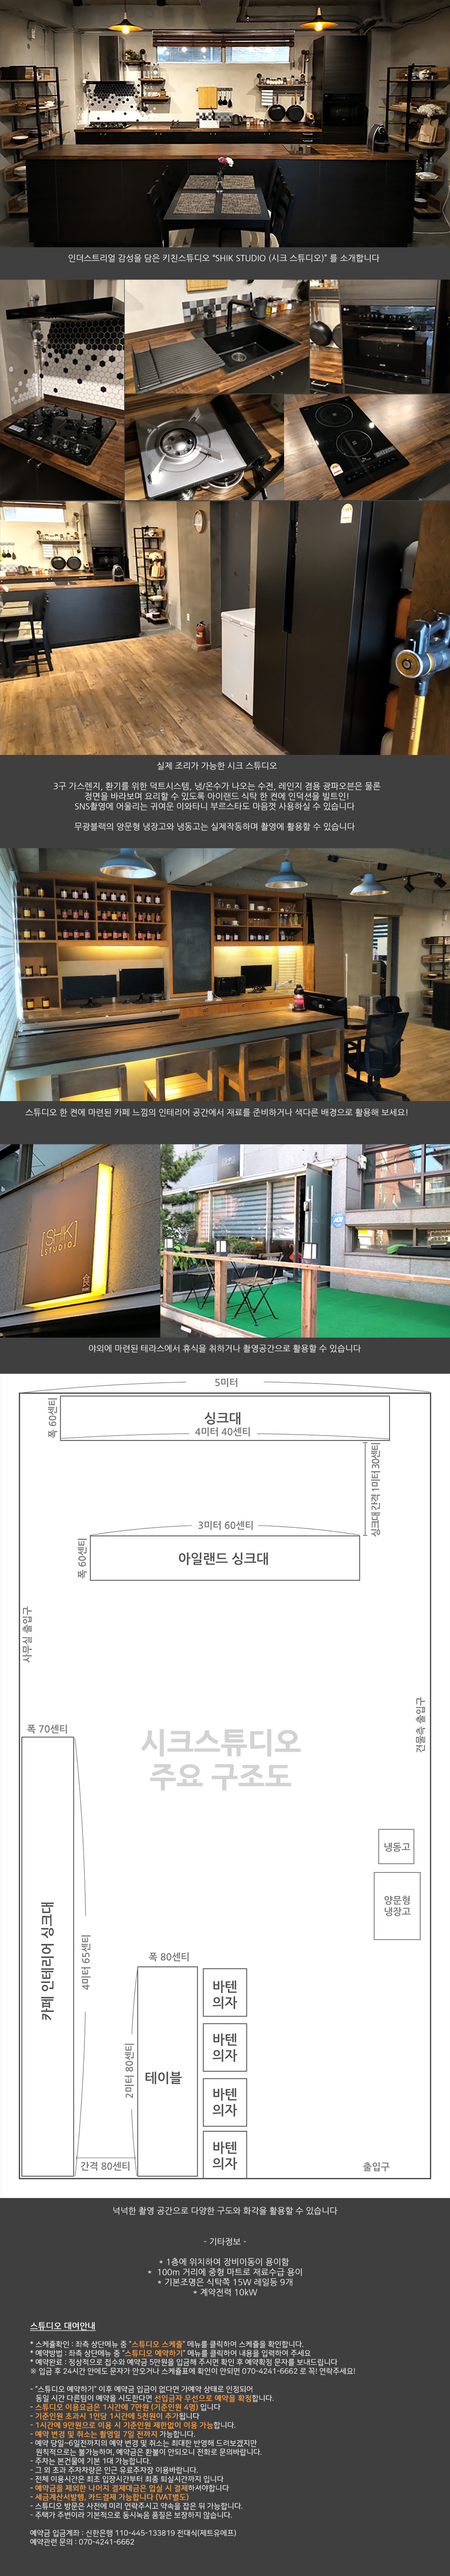 인더스트리얼 감성을 담은 키친스튜디오 "SHIK STUDIO (시크 스튜디오)" 를 소개합니다
실제 조리가 가능한 시크 스튜디오
3구 가스렌지, 환기를 위한 덕트시스템, 냉/온수가 나오는 수전, 레인지 겸용 광파오븐은 물론
정면을 바라보며 요리할 수 있도록 아이랜드 식탁 한 켠에 인덕션을 빌트인!
SNS촬영에 어울리는 귀여운 이와타니 부르스타도 마음껏 사용하실 수 있습니다
무광블랙의 양문형 냉장고와 냉동고는 실제작동하며 촬영에 활용할 수 있습니다
스튜디오 한 켠에 마련된 카페 느낌의 인테리어 공간에서 재료를 준비하거나 색다른 배경으로 활용해 보세요!
[SHIK
STUDIO]
食
야외에 마련된 테라스에서 휴식을 취하거나 촬영공간으로 활용할 수 있습니다
5미터
폭 60센티
싱크대
4미터 40센티
싱크대 간격 1미터 30센티
3미터 60센티
폭 60센티
아일랜드 싱크대
사무실 출입구
건물측 출입구
폭 70센티
시크스튜디오
주요 구조도
냉동고
양문형
냉장고
카페 인테리어 싱크대
4미터 65센티
폭 80센티
바텐
의자
바텐
의자
2미터 80센티
테이블
바텐
의자
바텐
의자
간격 80센티
출입구
넉넉한 촬영 공간으로 다양한 구도와 화각을 활용할 수 있습니다
- 기타정보 -
* 1층에 위치하여 장비이동이 용이함
* 100m 거리에 중형 마트로 재료수급 용이
* 기본조명은 식탁쪽 15W 레일등 9개
* 계약전력 10kW
스튜디오 대여안내
* 스케쥴확인 : 좌측 상단메뉴 중 "스튜디오 스케쥴" 메뉴를 클릭하여 스케쥴을 확인합니다.
* 예약방법 : 좌측 상단메뉴 중 "스튜디오 예약하기" 메뉴를 클릭하여 내용을 입력하여 주세요
* 예약완료 : 정상적으로 접수와 예약금 5만원을 입금해 주시면 확인 후 예약확정 문자를 보내드립니다
※ 입금 후 24시간 안에도 문자가 안오거나 스케쥴표에 확인이 안되면 070-4241-6662 로 꼭! 연락주세요!
- "스튜디오 예약하기" 이후 예약금 입금이 없다면 가예약 상태로 인정되어
동일 시간 다른팀이 예약을 시도한다면 선입금자 우선으로 예약을 확정합니다.
- 스튜디오 이용요금은 1시간에 7만원 (기준인원 4명) 입니다
- 기준인원 초과시 1인당 1시간에 5천원이 추가됩니다
- 1시간에 9만원으로 이용 시 기준인원 제한없이 이용 가능합니다.
- 예약 변경 및 취소는 촬영일 7일 전까지 가능합니다.
- 예약 당일~6일전까지의 예약 변경 및 취소는 최대한 반영해 드려보겠지만
원칙적으로는 불가능하며, 예약금은 환불이 안되오니 전화로 문의바랍니다.
- 주차는 본건물에 기본 1대 가능합니다.
- 그 외 초과 주차차량은 인근 유료주차장 이용바랍니다.
- 전체 이용시간은 최초 입장시간부터 최종 퇴실시간까지 입니다
- 예약금을 제외한 나머지 결제대금은 입실 시 결제하셔야합니다
- 세금계산서발행, 카드결제 가능합니다 (VAT별도)
- 스튜디오 방문은 사전에 미리 연락주시고 약속을 잡은 뒤 가능합니다.
- 주택가 주변이라 기본적으로 동시녹음 품질은 보장하지 않습니다.
예약금 입금계좌 : 신한은행 110-445-133819 전대식(제트유에프)
예약관련 문의 : 070-4241-6662